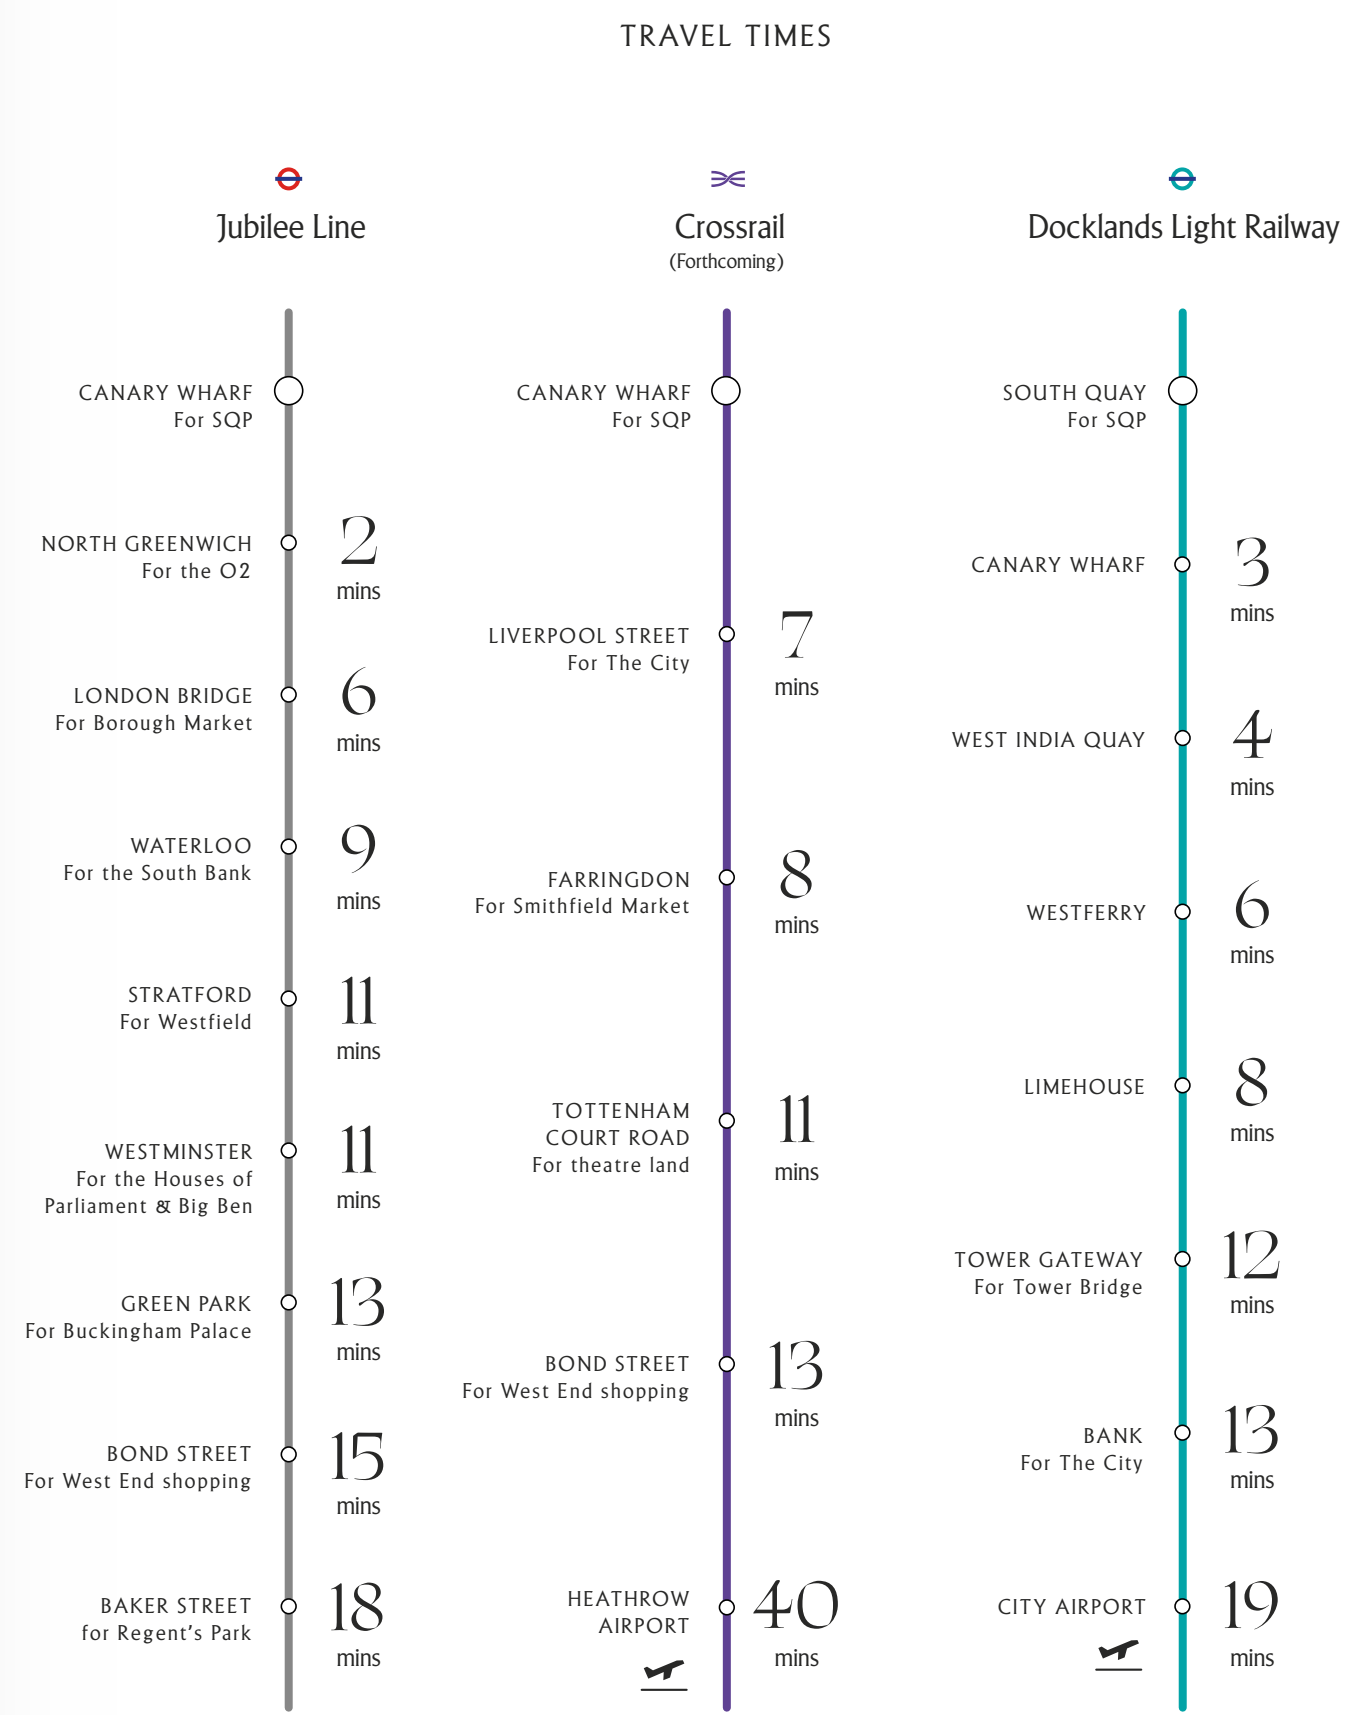 TRAVEL TIMES
Jubilee Line
CANARY WHARF
For SQP
NORTH GREENWICH
For the O2
2
mins
LONDON BRIDGE
For Borough Market
6
mins
WATERLOO
For the South Bank
9
mins
STRATFORD
For Westfield
11
mins
WESTMINSTER
For the Houses of
Parliament & Big Ben
11
mins
GREEN PARK
For Buckingham Palace
13
mins
BOND STREET
For West End shopping
15
mins
BAKER STREET
for Regent's Park
18
mins
Crossrail
(Forthcoming)
CANARY WHARF
For SQP
LIVERPOOL STREET
For The City
7
mins
FARRINGDON
For Smithfield Market
8
mins
TOTTENHAM
COURT ROAD
For theatre land
11
mins
BOND STREET
For West End shopping
13
mins
HEATHROW
AIRPORT
40
mins
Docklands Light Railway
SOUTH QUAY
For SQP
CANARY WHARF
3
mins
WEST INDIA QUAY
4
mins
WESTFERRY
6
mins
LIMEHOUSE
8
mins
TOWER GATEWAY
For Tower Bridge
12
mins
BANK
For The City
13
mins
CITY AIRPORT
19
mins